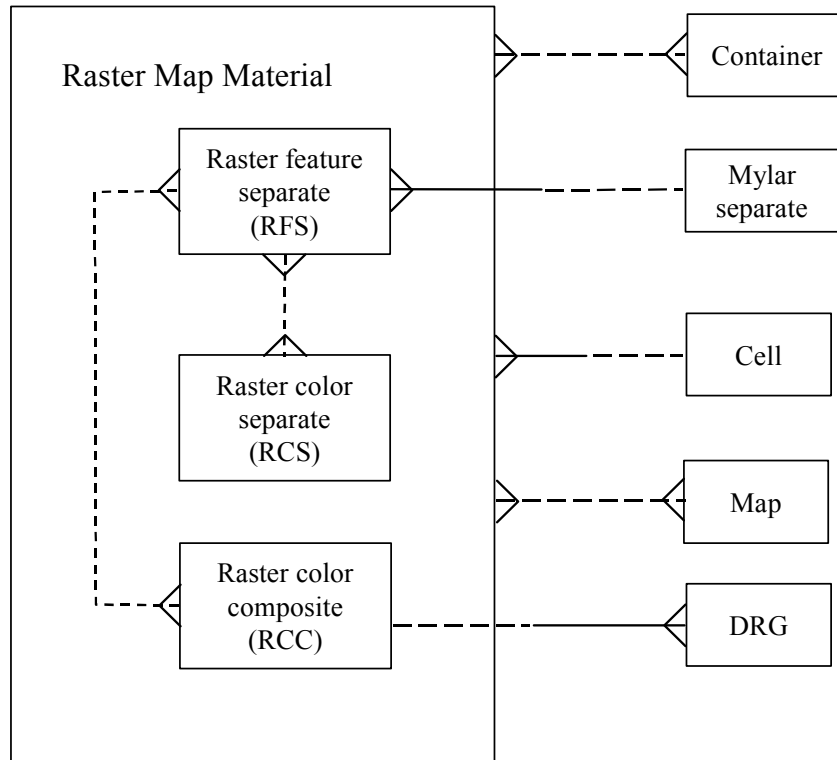 Raster Map Material
Container
Raster feature
separate
(RFS)
Mylar
separate
Raster color
separate
(RCS)
Cell
Map
Raster color
composite
(RCC)
DRG